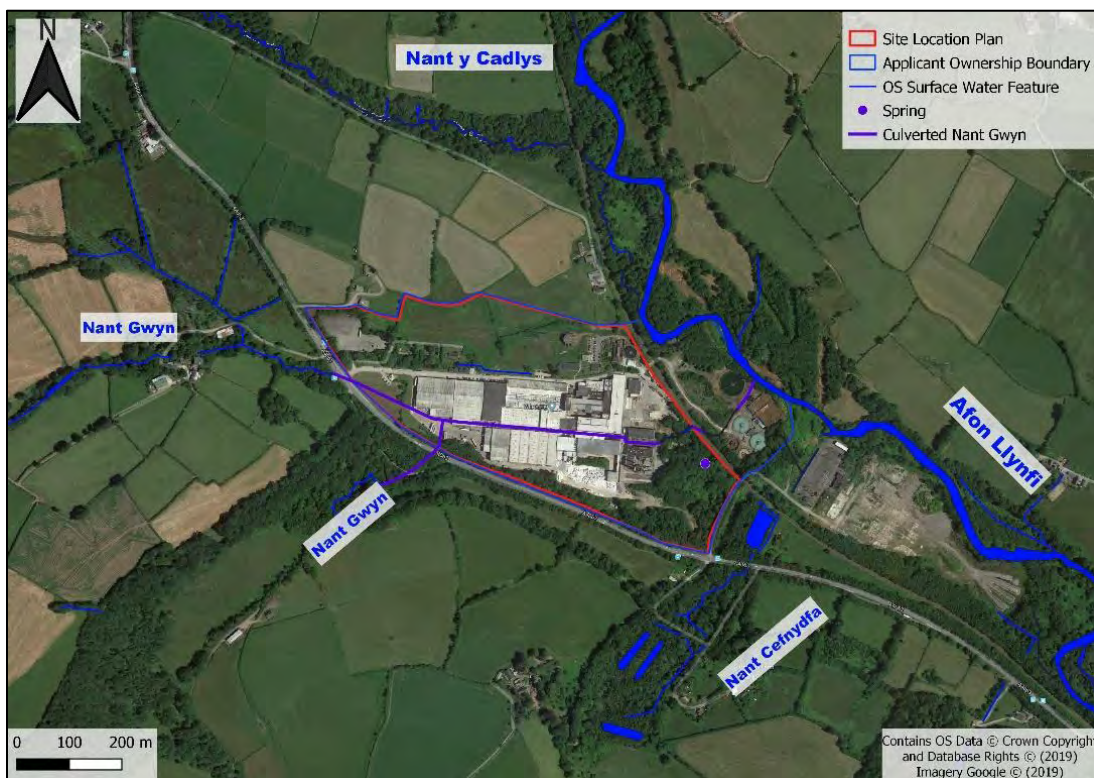 N
Nant y Cadlys
Site Location Plan
Applicant Ownership Boundary
OS Surface Water Feature
Spring
Culverted Nant Gwyn
Nant Gwyn
Afon Llynfi
Nant Gwyn
Nant Cefnydfa
0 100 200 m
Contains OS Data © Crown Copyright
and Database Rights © (2019)
Imagery Google © (2019)